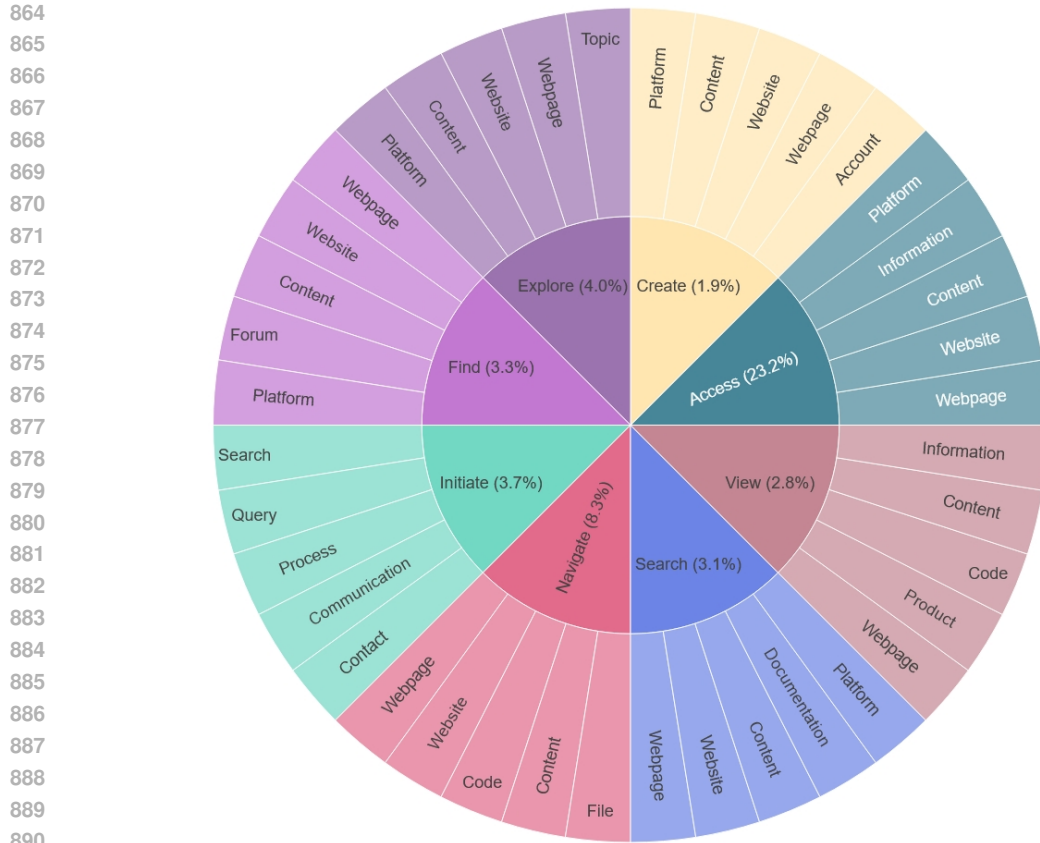 864
865
866
867
868
869
870
871
872
873
874
875
876
877
878
879
880
881
882
883
884
885
886
887
888
889
890
Create (1.9%)
Platform
Content
Website
Webpage
Account
Access (23.2%)
Platform
Information
Content
Website
Webpage
View (2.8%)
Information
Content
Code
Product
Webpage
Search (3.1%)
Platform
Documentation
Content
Website
Webpage
Navigate (8.3%)
File
Content
Code
Website
Webpage
Initiate (3.7%)
Contact
Communication
Process
Query
Search
Find (3.3%)
Platform
Forum
Content
Website
Webpage
Explore (4.0%)
Platform
Content
Website
Webpage
Topic